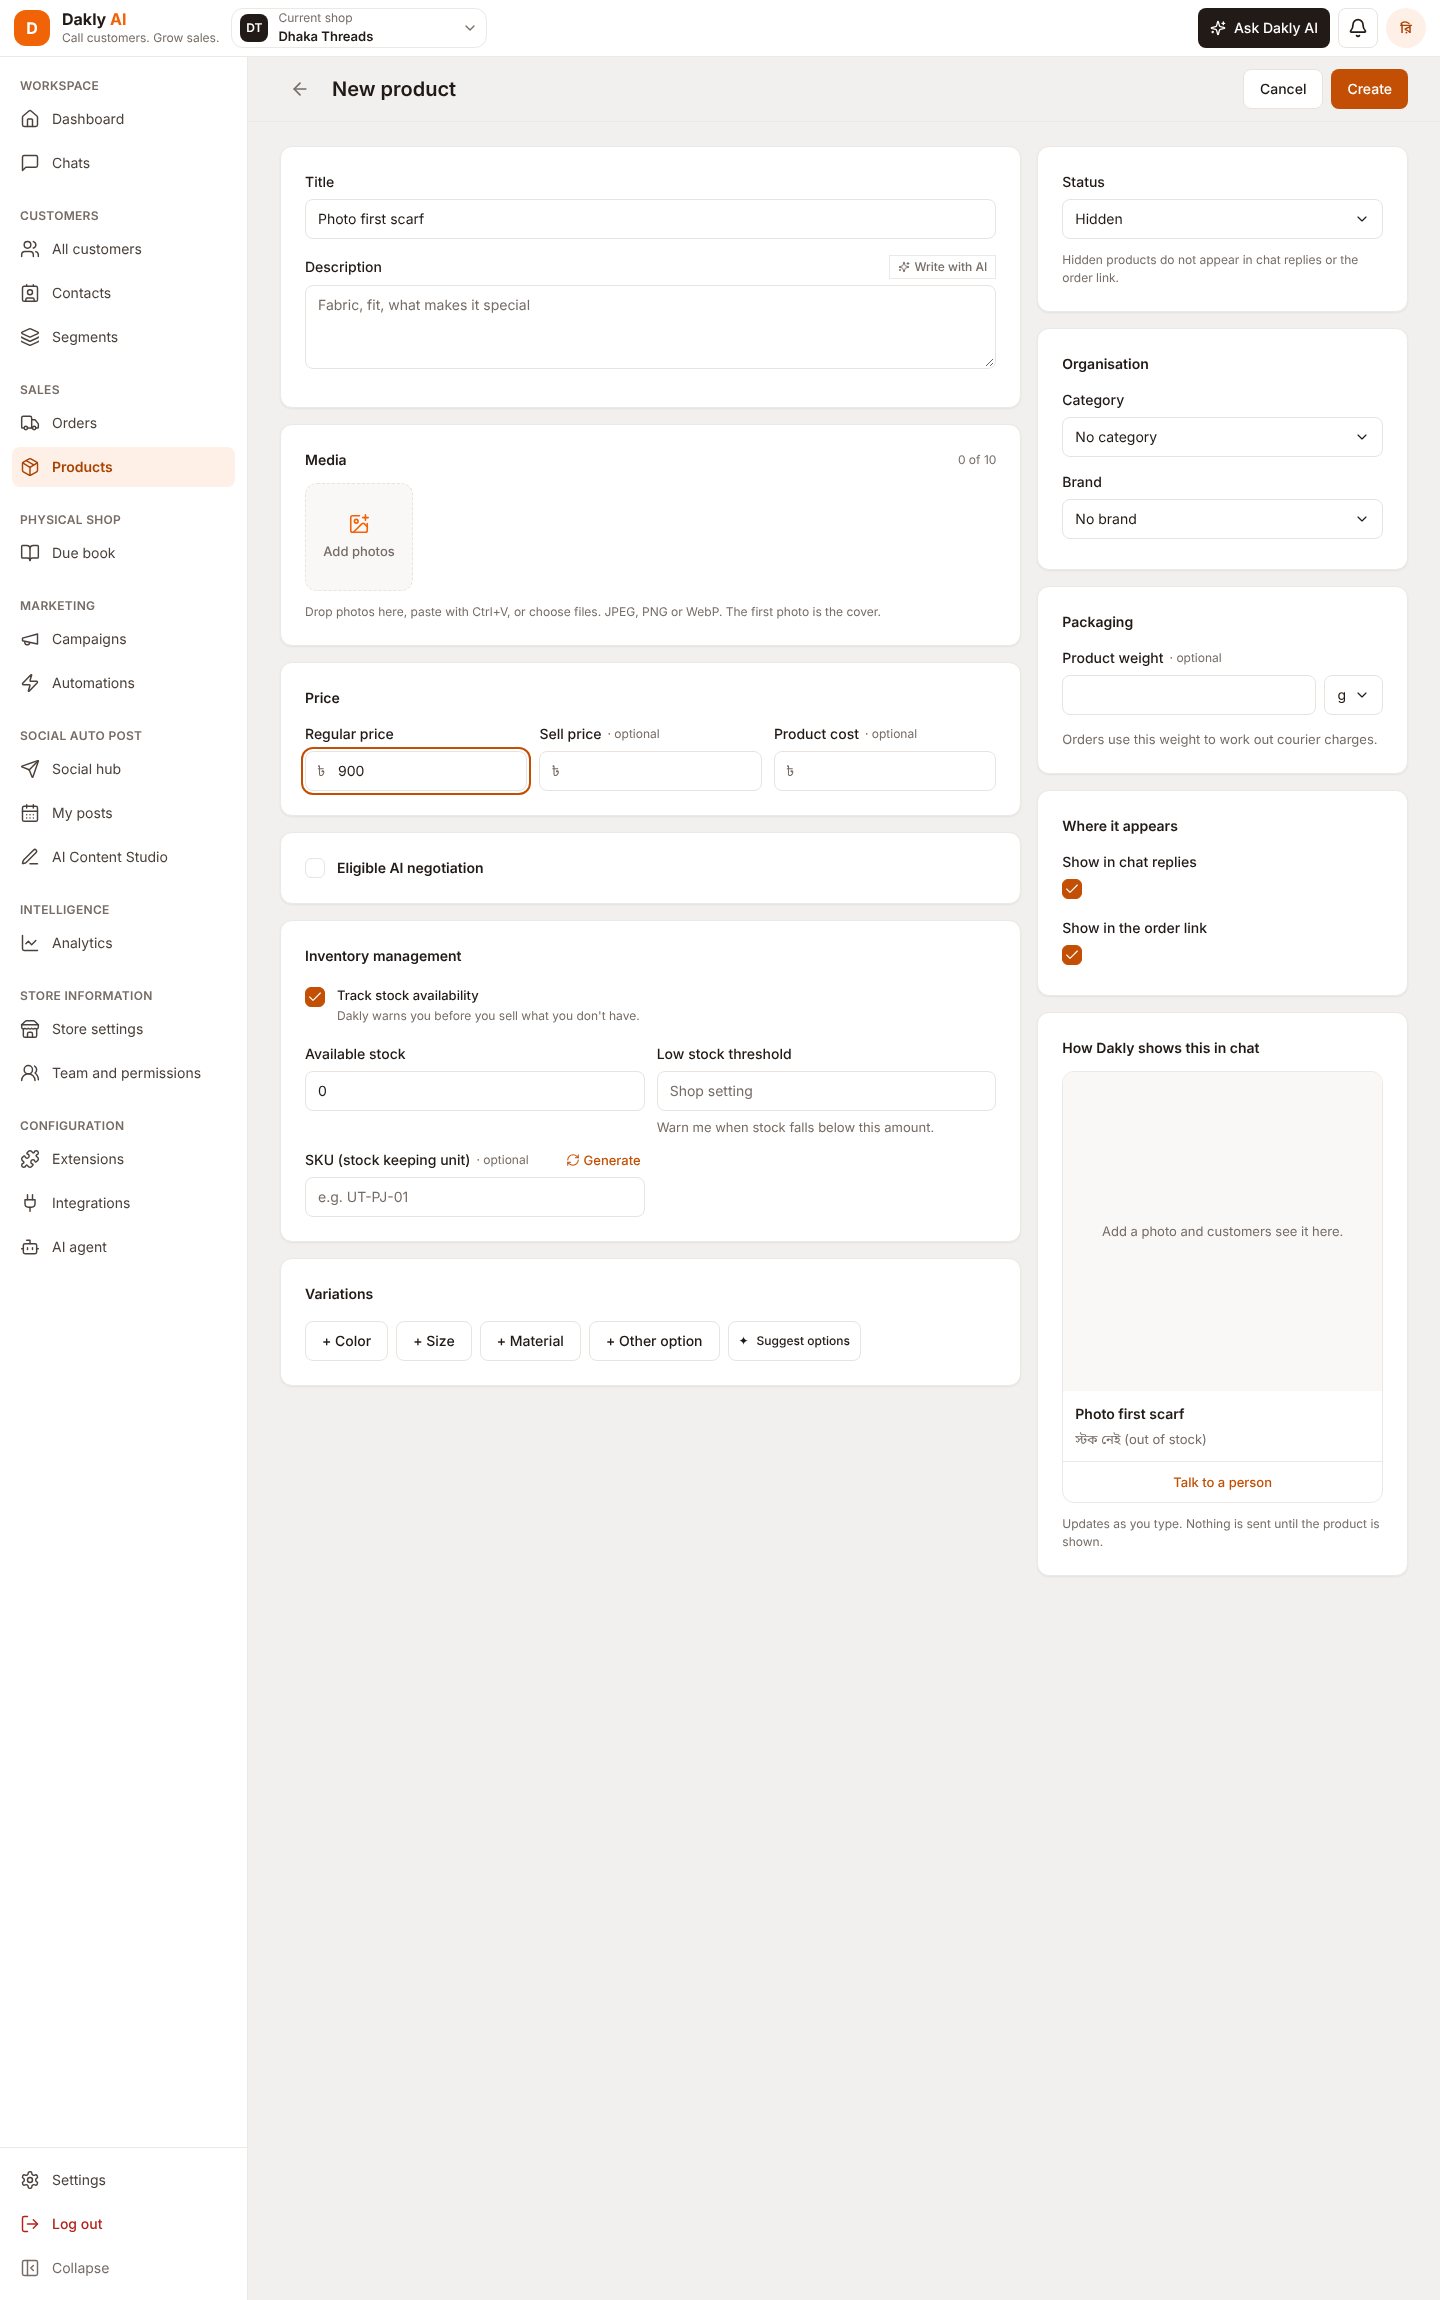 D
Dakly AI
Call customers. Grow sales.
DT
Current shop
Dhaka Threads
Ask Dakly AI
রি
WORKSPACE
Dashboard
Chats
CUSTOMERS
All customers
Contacts
Segments
SALES
Orders
Products
PHYSICAL SHOP
Due book
MARKETING
Campaigns
Automations
SOCIAL AUTO POST
Social hub
My posts
AI Content Studio
INTELLIGENCE
Analytics
STORE INFORMATION
Store settings
Team and permissions
CONFIGURATION
Extensions
Integrations
AI agent
Settings
Log out
Collapse
New product
Cancel
Create
Title
Photo first scarf
Description
Write with AI
Fabric, fit, what makes it special
Media
0 of 10
Add photos
Drop photos here, paste with Ctrl+V, or choose files. JPEG, PNG or WebP. The first photo is the cover.
Price
Regular price
Sell price · optional
Product cost · optional
৳ 900
৳
৳
Eligible AI negotiation
Inventory management
Track stock availability
Dakly warns you before you sell what you don't have.
Available stock
Low stock threshold
0
Shop setting
Warn me when stock falls below this amount.
SKU (stock keeping unit) · optional
Generate
e.g. UT-PJ-01
Variations
+ Color
+ Size
+ Material
+ Other option
✦ Suggest options
Status
Hidden
Hidden products do not appear in chat replies or the
order link.
Organisation
Category
No category
Brand
No brand
Packaging
Product weight · optional
g
Orders use this weight to work out courier charges.
Where it appears
Show in chat replies
Show in the order link
How Dakly shows this in chat
Add a photo and customers see it here.
Photo first scarf
স্টক নেই (out of stock)
Talk to a person
Updates as you type. Nothing is sent until the product is
shown.